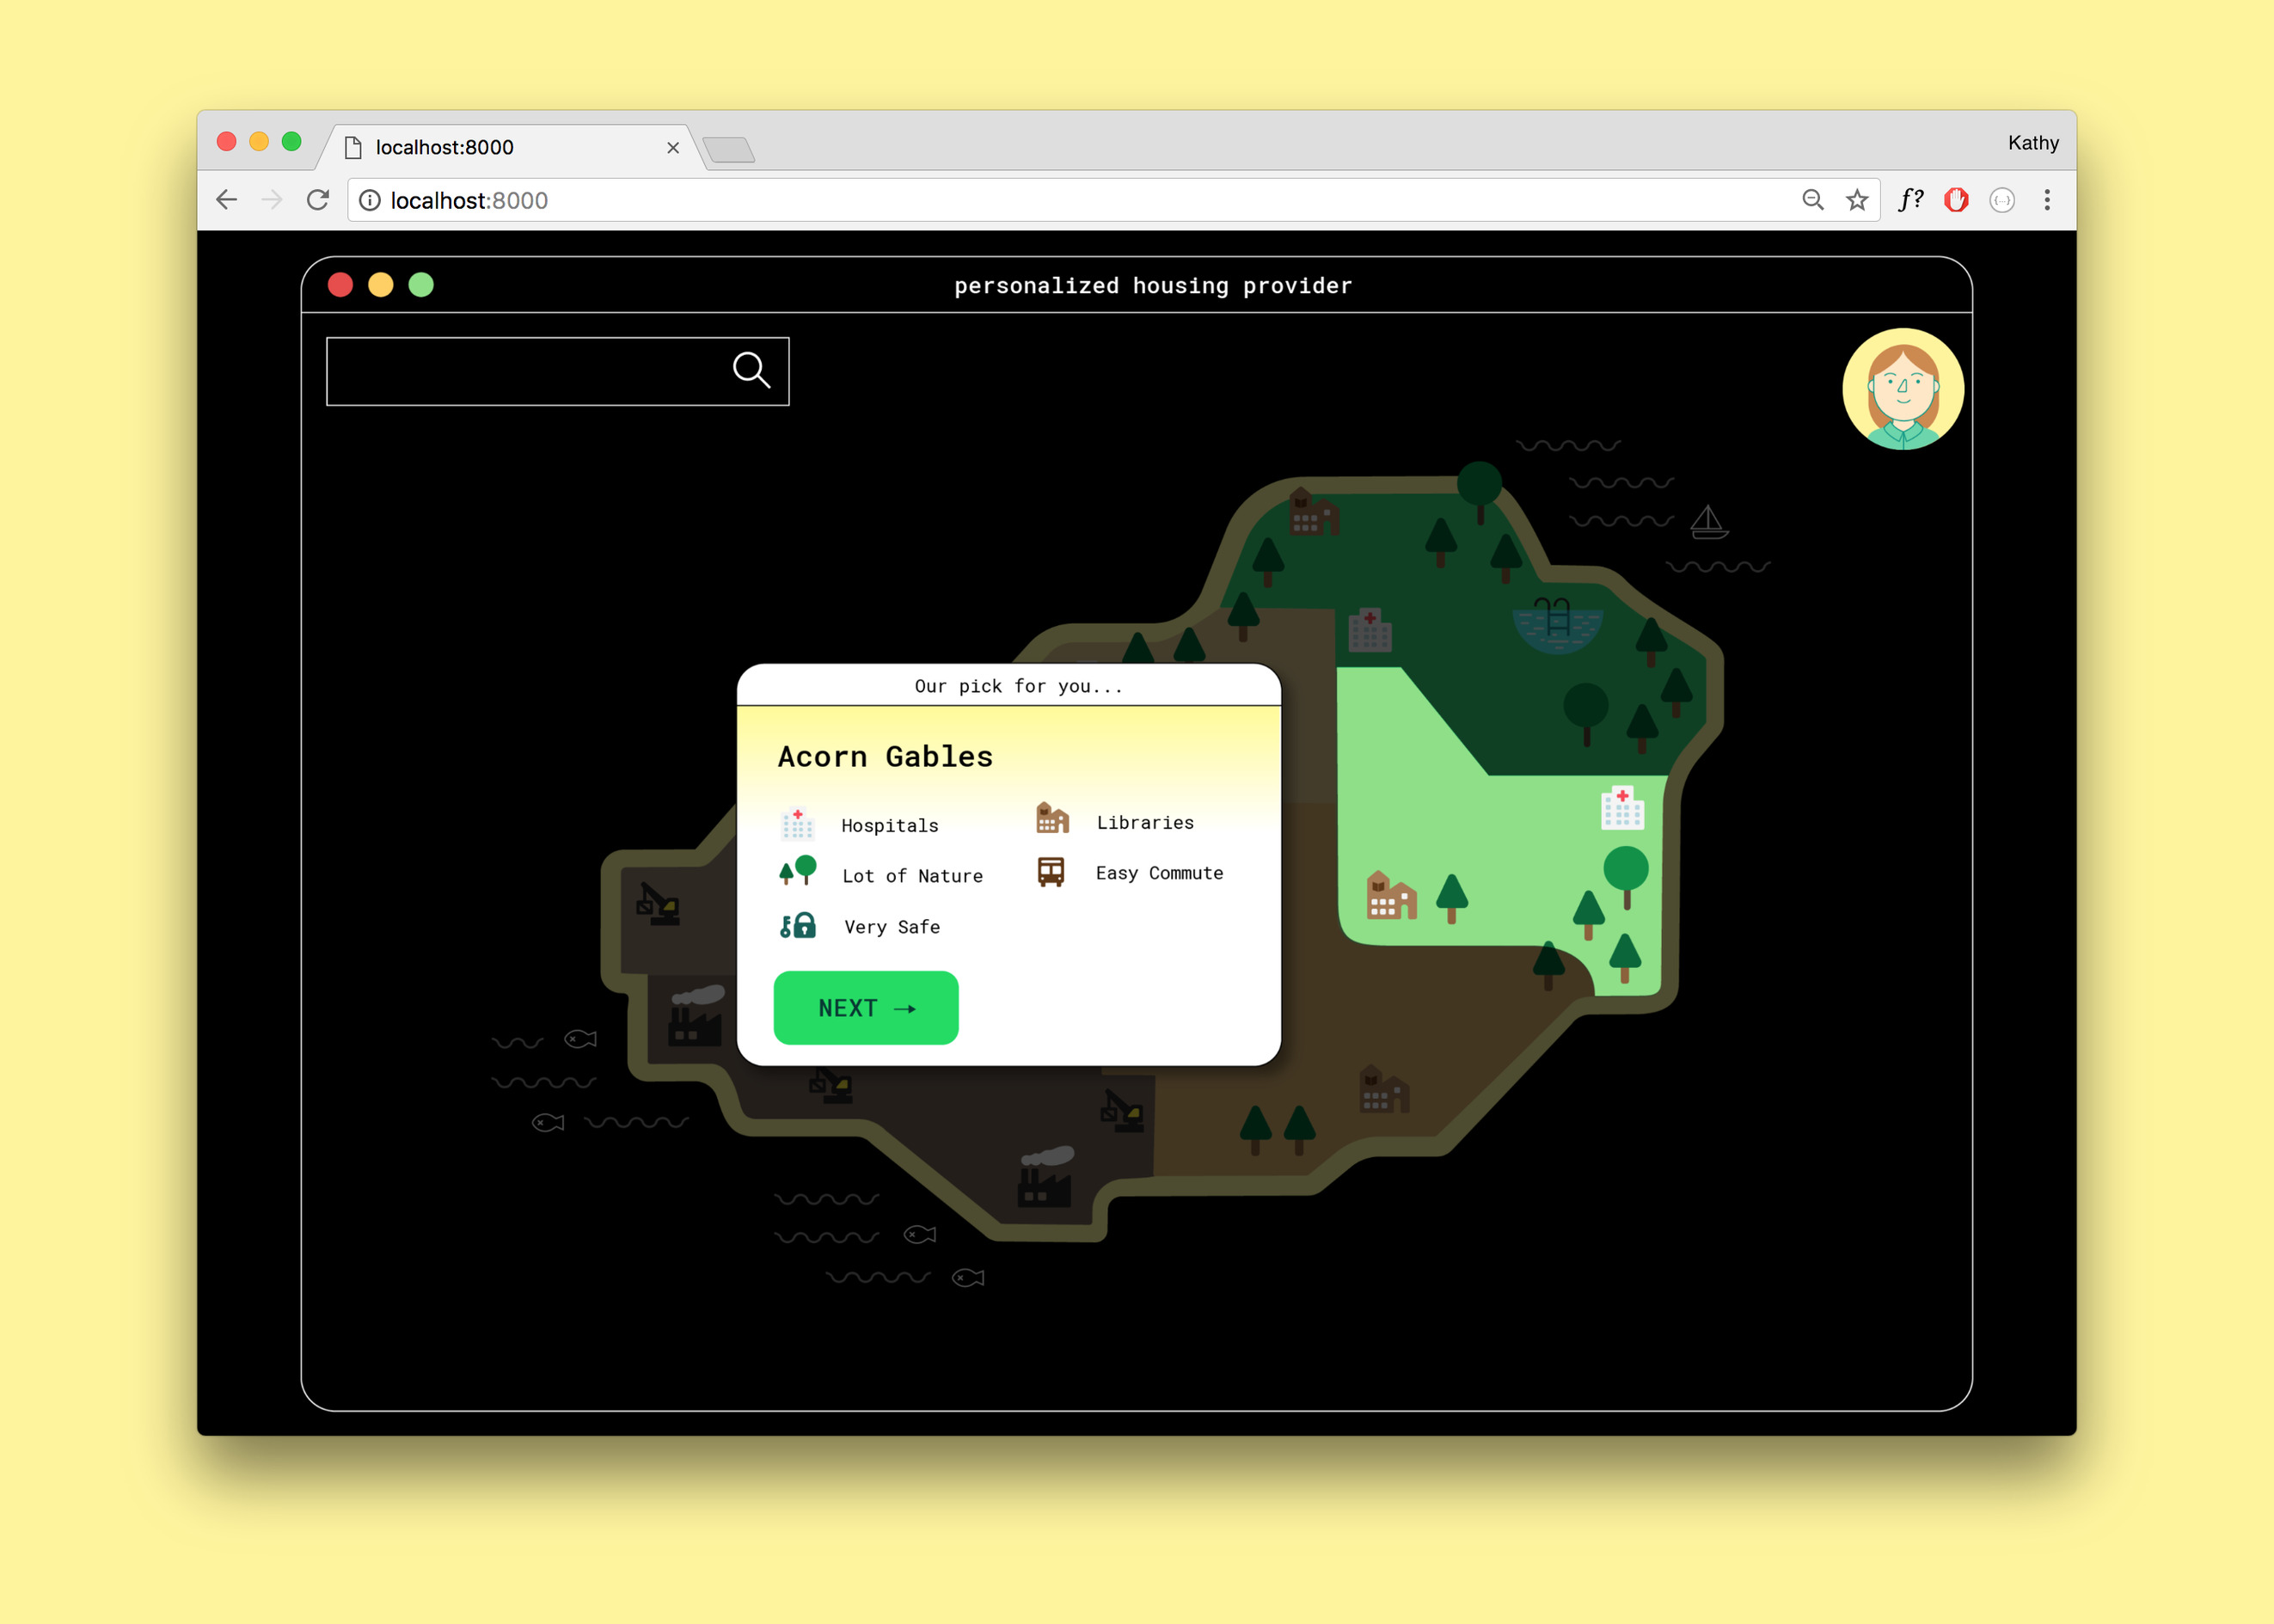 localhost:8000
Kathy
localhost:8000
f?
{...}
personalized housing provider
Our pick for you...
Acorn Gables
Hospitals
Libraries
Lot of Nature
Easy Commute
Very Safe
NEXT →